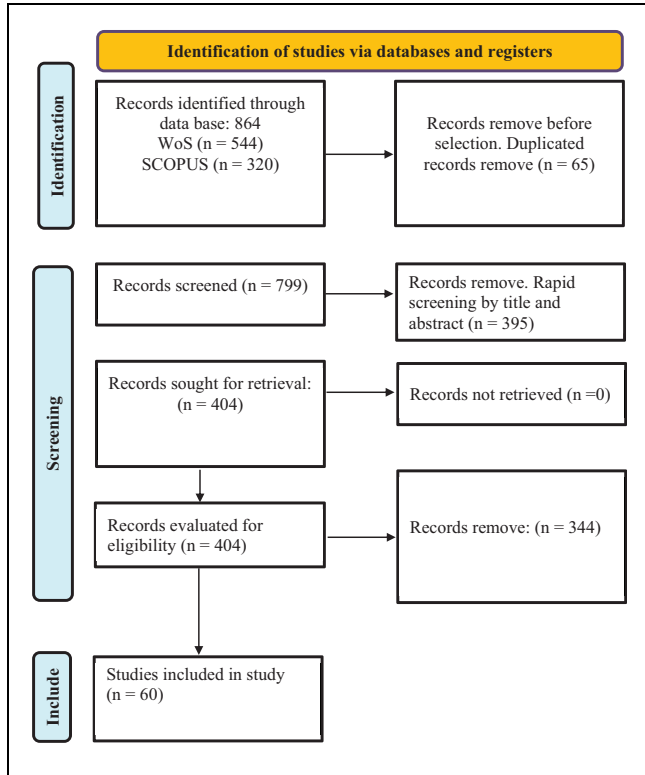 Identification of studies via databases and registers
Identification
Records identified through
data base: 864
WoS (n = 544)
SCOPUS (n = 320)
Records remove before
selection. Duplicated
records remove (n = 65)
Screening
Records screened (n = 799)
Records remove. Rapid
screening by title and
abstract (n = 395)
Records sought for retrieval:
(n = 404)
Records not retrieved (n =0)
Records evaluated for
eligibility (n = 404)
Records remove: (n = 344)
Include
Studies included in study
(n = 60)